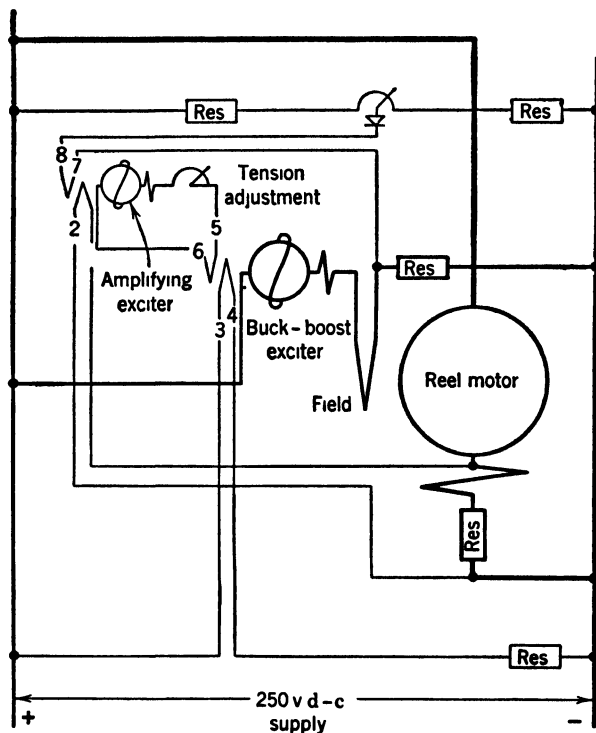 Res
Res
8
7
Tension
adjustment
2
5
6
Amplifying
exciter
Res
4
3
Buck-boost
exciter
Field
Reel motor
Res
Res
250 v d-c
supply
+
-